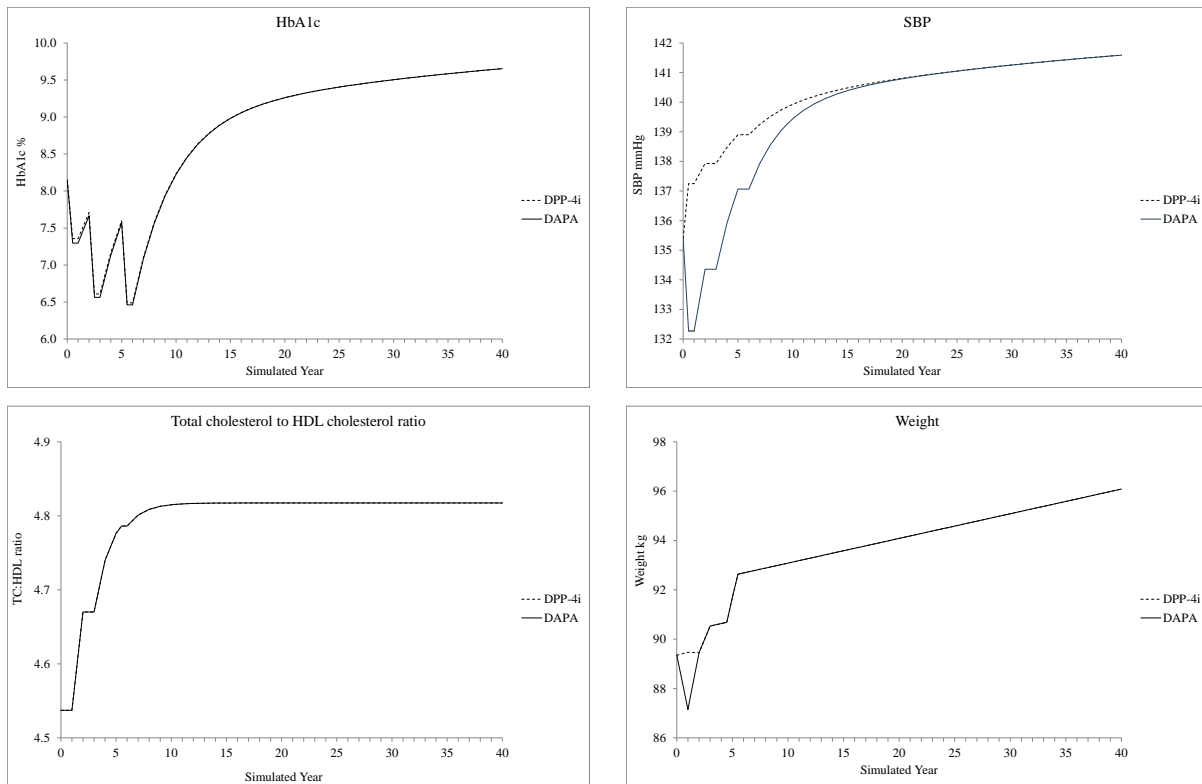 HbA1c
10.0
9.5
9.0
8.5
8.0
7.5
7.0
6.5
6.0
HbA1c %
0 5 10 15 20 25 30 35 40
Simulated Year
DPP-4i
DAPA
SBP
142
141
140
139
138
137
136
135
134
133
132
SBP mmHg
0 5 10 15 20 25 30 35 40
Simulated Year
DPP-4i
DAPA
Total cholesterol to HDL cholesterol ratio
4.9
4.8
4.7
4.6
4.5
TC:HDL ratio
0 5 10 15 20 25 30 35 40
Simulated Year
DPP-4i
DAPA
Weight
98
96
94
92
90
88
86
Weight kg
0 5 10 15 20 25 30 35 40
Simulated Year
DPP-4i
DAPA